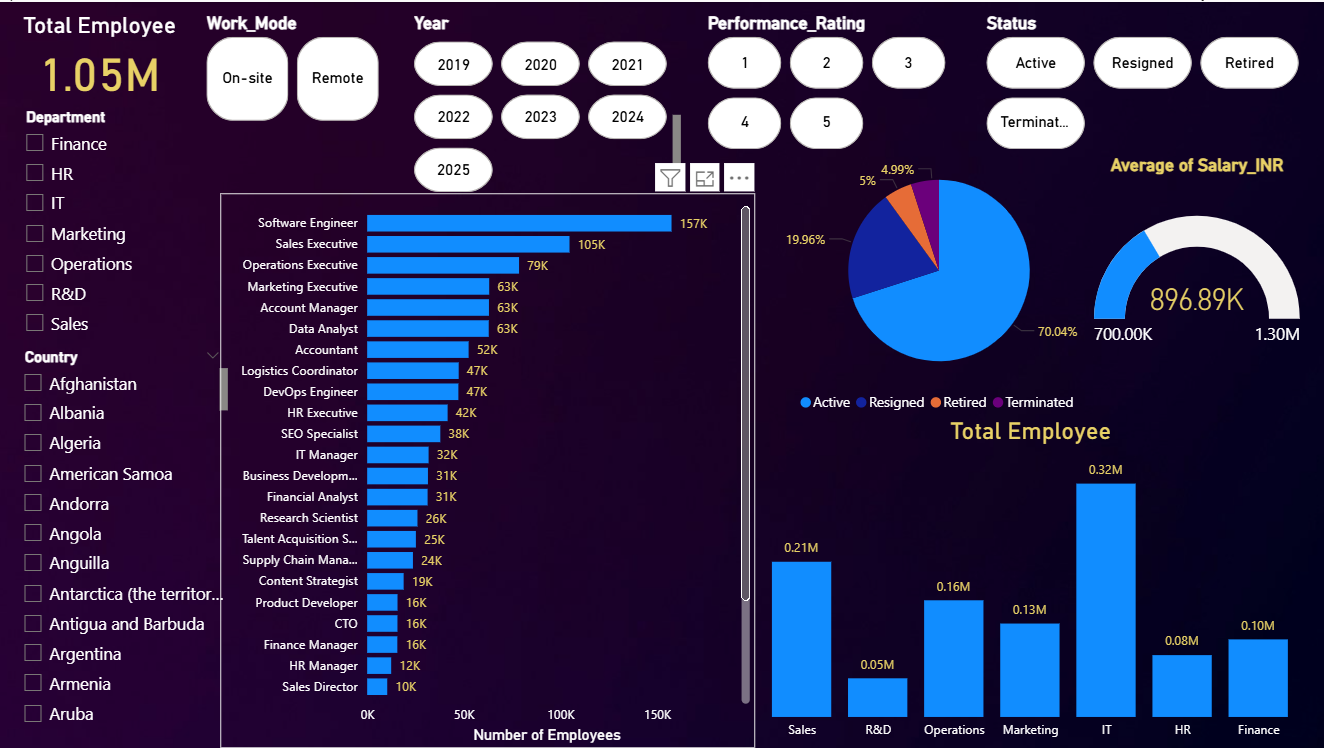 Total Employee
1.05M
Work_Mode
On-site
Remote
Year
2019
2020
2021
2022
2023
2024
2025
Performance_Rating
1
2
3
4
5
Status
Active
Resigned
Retired
Terminat...
Department
Finance
HR
IT
Marketing
Operations
R&D
Sales
Country
Afghanistan
Albania
Algeria
American Samoa
Andorra
Angola
Anguilla
Antarctica (the territor...
Antigua and Barbuda
Argentina
Armenia
Aruba
Software Engineer 157K
Sales Executive 105K
Operations Executive 79K
Marketing Executive 63K
Account Manager 63K
Data Analyst 63K
Accountant 52K
Logistics Coordinator 47K
DevOps Engineer 47K
HR Executive 42K
SEO Specialist 38K
IT Manager 32K
Business Developm... 31K
Financial Analyst 31K
Research Scientist 26K
Talent Acquisition S... 25K
Supply Chain Mana... 24K
Content Strategist 19K
Product Developer 16K
CTO 16K
Finance Manager 16K
HR Manager 12K
Sales Director 10K
0K 50K 100K 150K
Number of Employees
4.99%
5%
19.96%
70.04%
Active Resigned Retired Terminated
Average of Salary_INR
896.89K
700.00K 1.30M
Total Employee
0.21M
0.05M
0.16M
0.13M
0.32M
0.08M
0.10M
Sales R&D Operations Marketing IT HR Finance